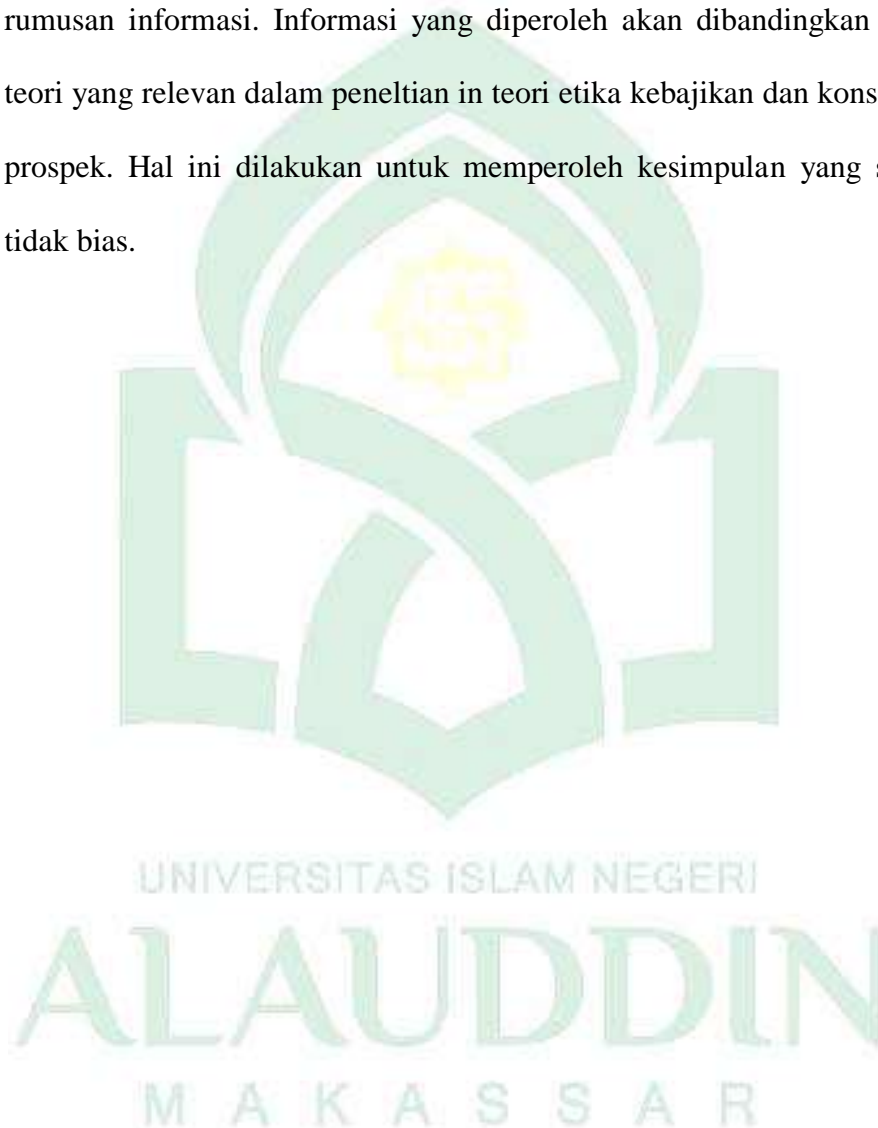 rumusan informasi. Informasi yang diperoleh akan dibandingkan
teori yang relevan dalam peneltian in teori etika kebajikan dan kons
prospek. Hal ini dilakukan untuk memperoleh kesimpulan yang s
tidak bias.
UNIVERSITAS ISLAM NEGERI
ALAUDDIN
MAKASSAR